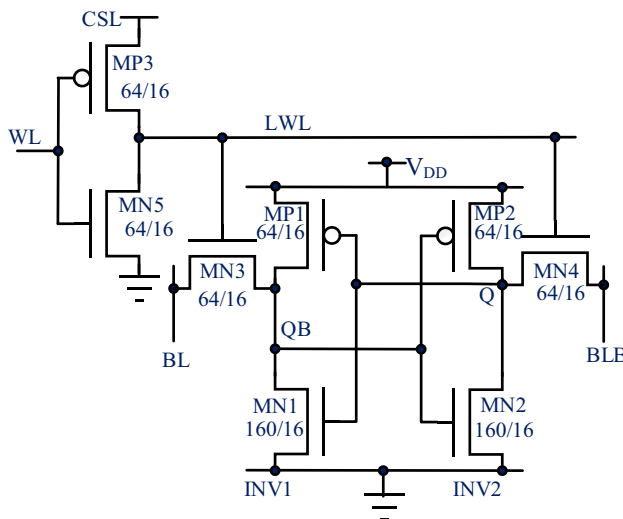 CSL
MP3
64/16
WL
LWL
MN5
64/16
V_DD
MP1
64/16
MP2
64/16
MN3
64/16
MN4
64/16
Q
QB
BL
BLB
MN1
160/16
MN2
160/16
INV1
INV2